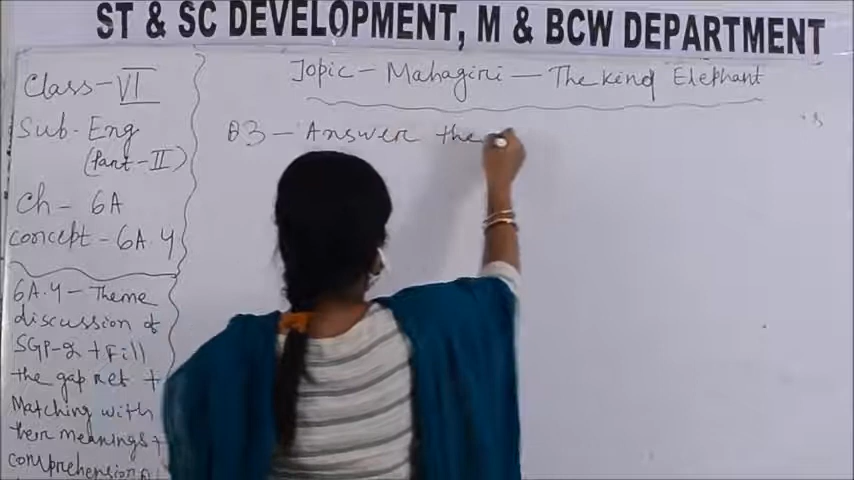 ST & SC DEVELOPMENT, M & BCW DEPARTMENT
Class-VI
Sub- Eng
(Part-II)
Ch- 6A
Concept-6A.4
6A.4-Theme
discussion of
SGP-2 + Fill
the gap
Matching with
their meanings+
comprehension
Topic - Mahagiri - The kind Elephant
Q3 - Answer the